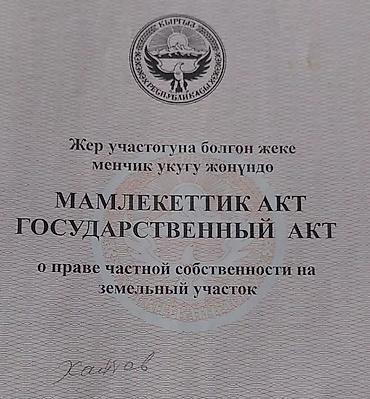 КЫРГЫЗ
РЕСПУБЛИКАСЫ
Жер участогуна болгон жеке
менчик укугу жөнүндө
МАМЛЕКЕТТИК АКТ
ГОСУДАРСТВЕННЫЙ АКТ
о праве частной собственности на
земельный участок